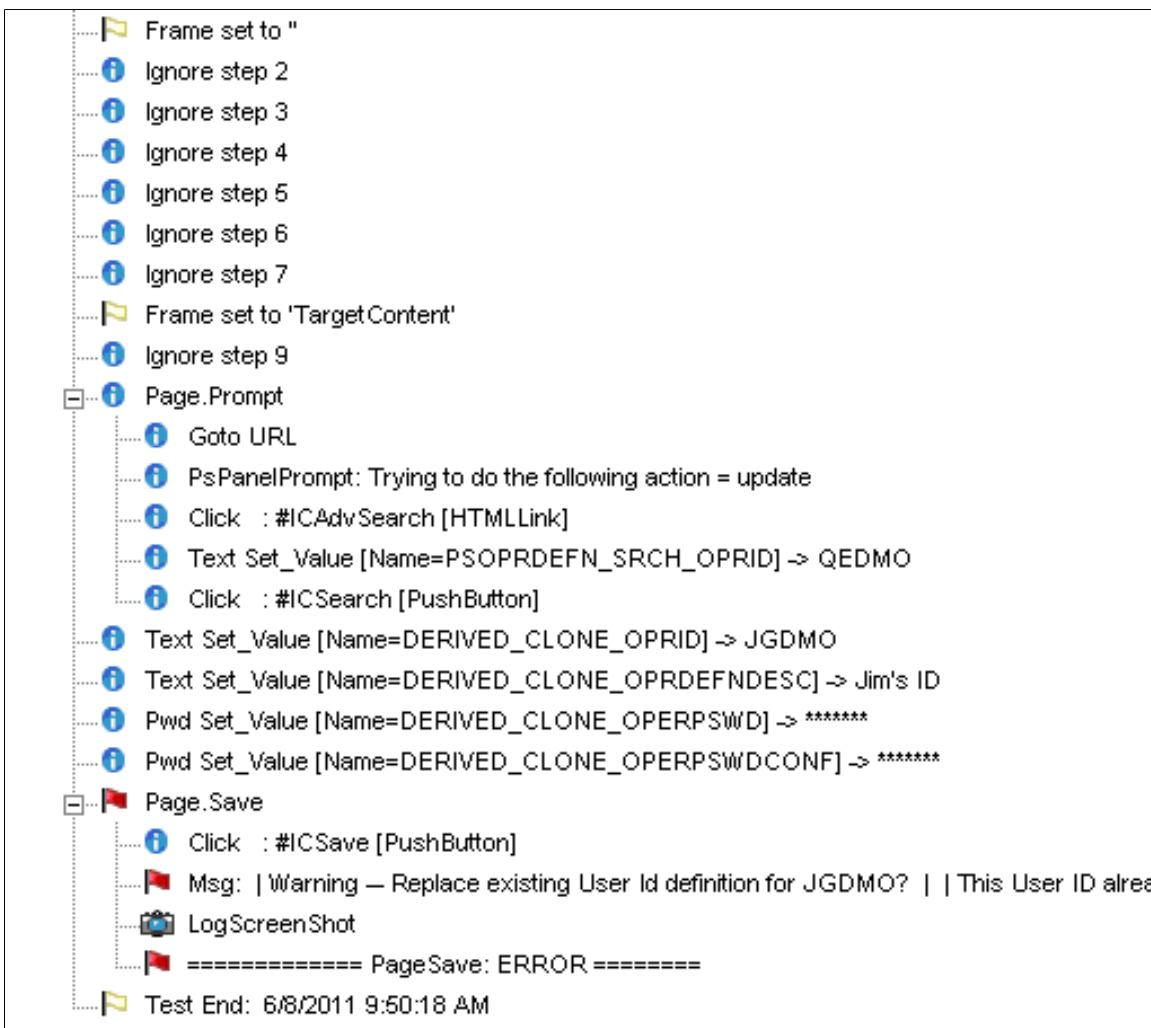 Frame set to ''
Ignore step 2
Ignore step 3
Ignore step 4
Ignore step 5
Ignore step 6
Ignore step 7
Frame set to 'TargetContent'
Ignore step 9
Page.Prompt
Goto URL
PsPanelPrompt: Trying to do the following action = update
Click : #ICAdvSearch [HTMLLink]
Text Set_Value [Name=PSOPRDEFN_SRCH_OPRID] -> QEDMO
Click : #ICSearch [PushButton]
Text Set_Value [Name=DERIVED_CLONE_OPRID] -> JGDMO
Text Set_Value [Name=DERIVED_CLONE_OPRDEFNDESC] -> Jim's ID
Pwd Set_Value [Name=DERIVED_CLONE_OPERPSWD] -> *******
Pwd Set_Value [Name=DERIVED_CLONE_OPERPSWDCONF] -> *******
Page.Save
Click : #ICSave [PushButton]
Msg: | Warning — Replace existing User Id definition for JGDMO? | | This User ID alrea
LogScreenShot
============= PageSave: ERROR ========
Test End: 6/8/2011 9:50:18 AM